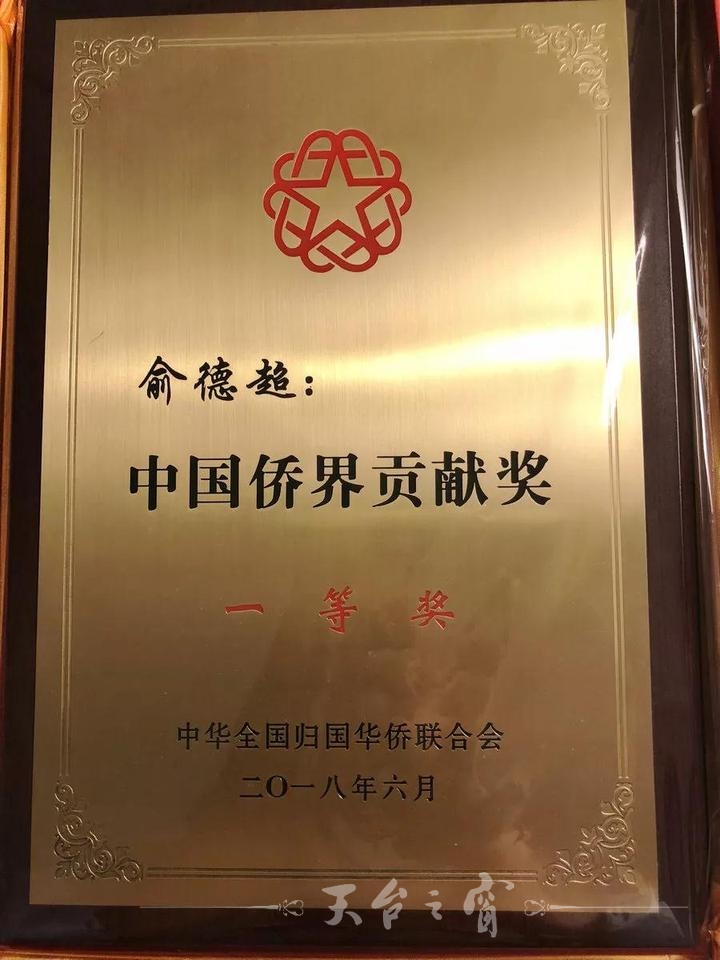 俞德超：
中国侨界贡献奖
一等奖
中华全国归国华侨联合会
二〇一八年六月
天台之窗